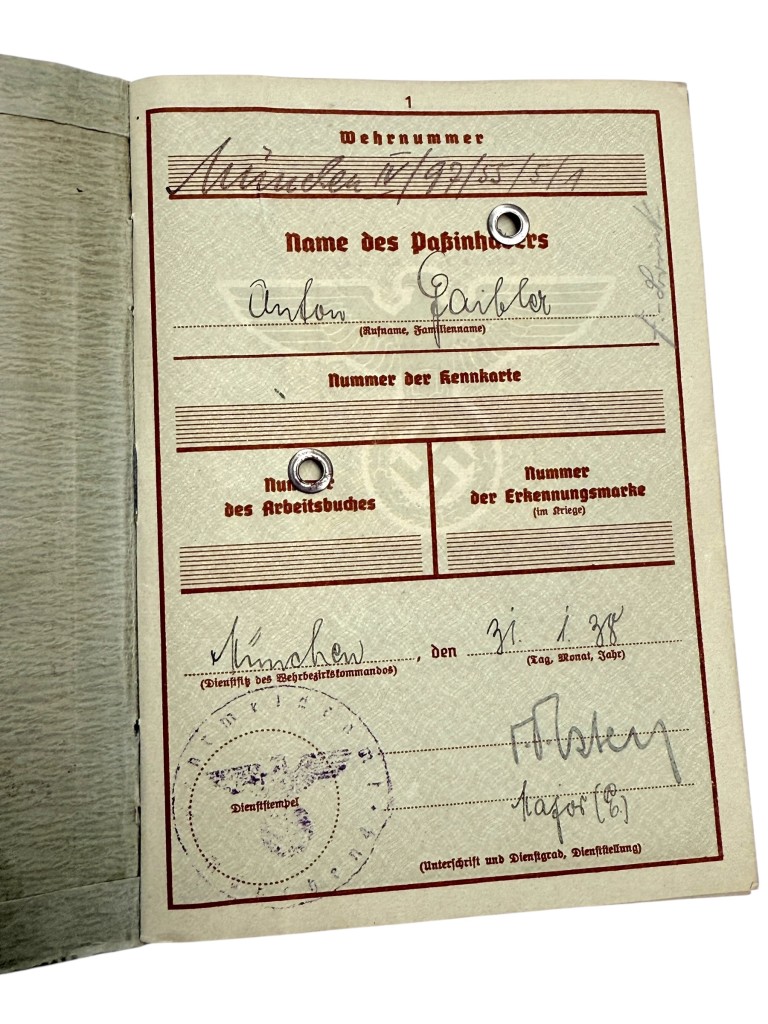 1
Wehrnummer
München IV/97/55/5/1
Name des Paßinhabers
Anton Gaibler
(Rufname, Familienname)
Nummer der Kennkarte
Nummer
des Arbeitsbuches
Nummer
der Erkennungsmarke
(im Kriege)
München, den 31. 1. 38
(Dienstsitz des Wehrbezirkskommandos)
(Tag, Monat, Jahr)
Dienststempel
Major (E.)
(Unterschrift und Dienstgrad, Dienststellung)